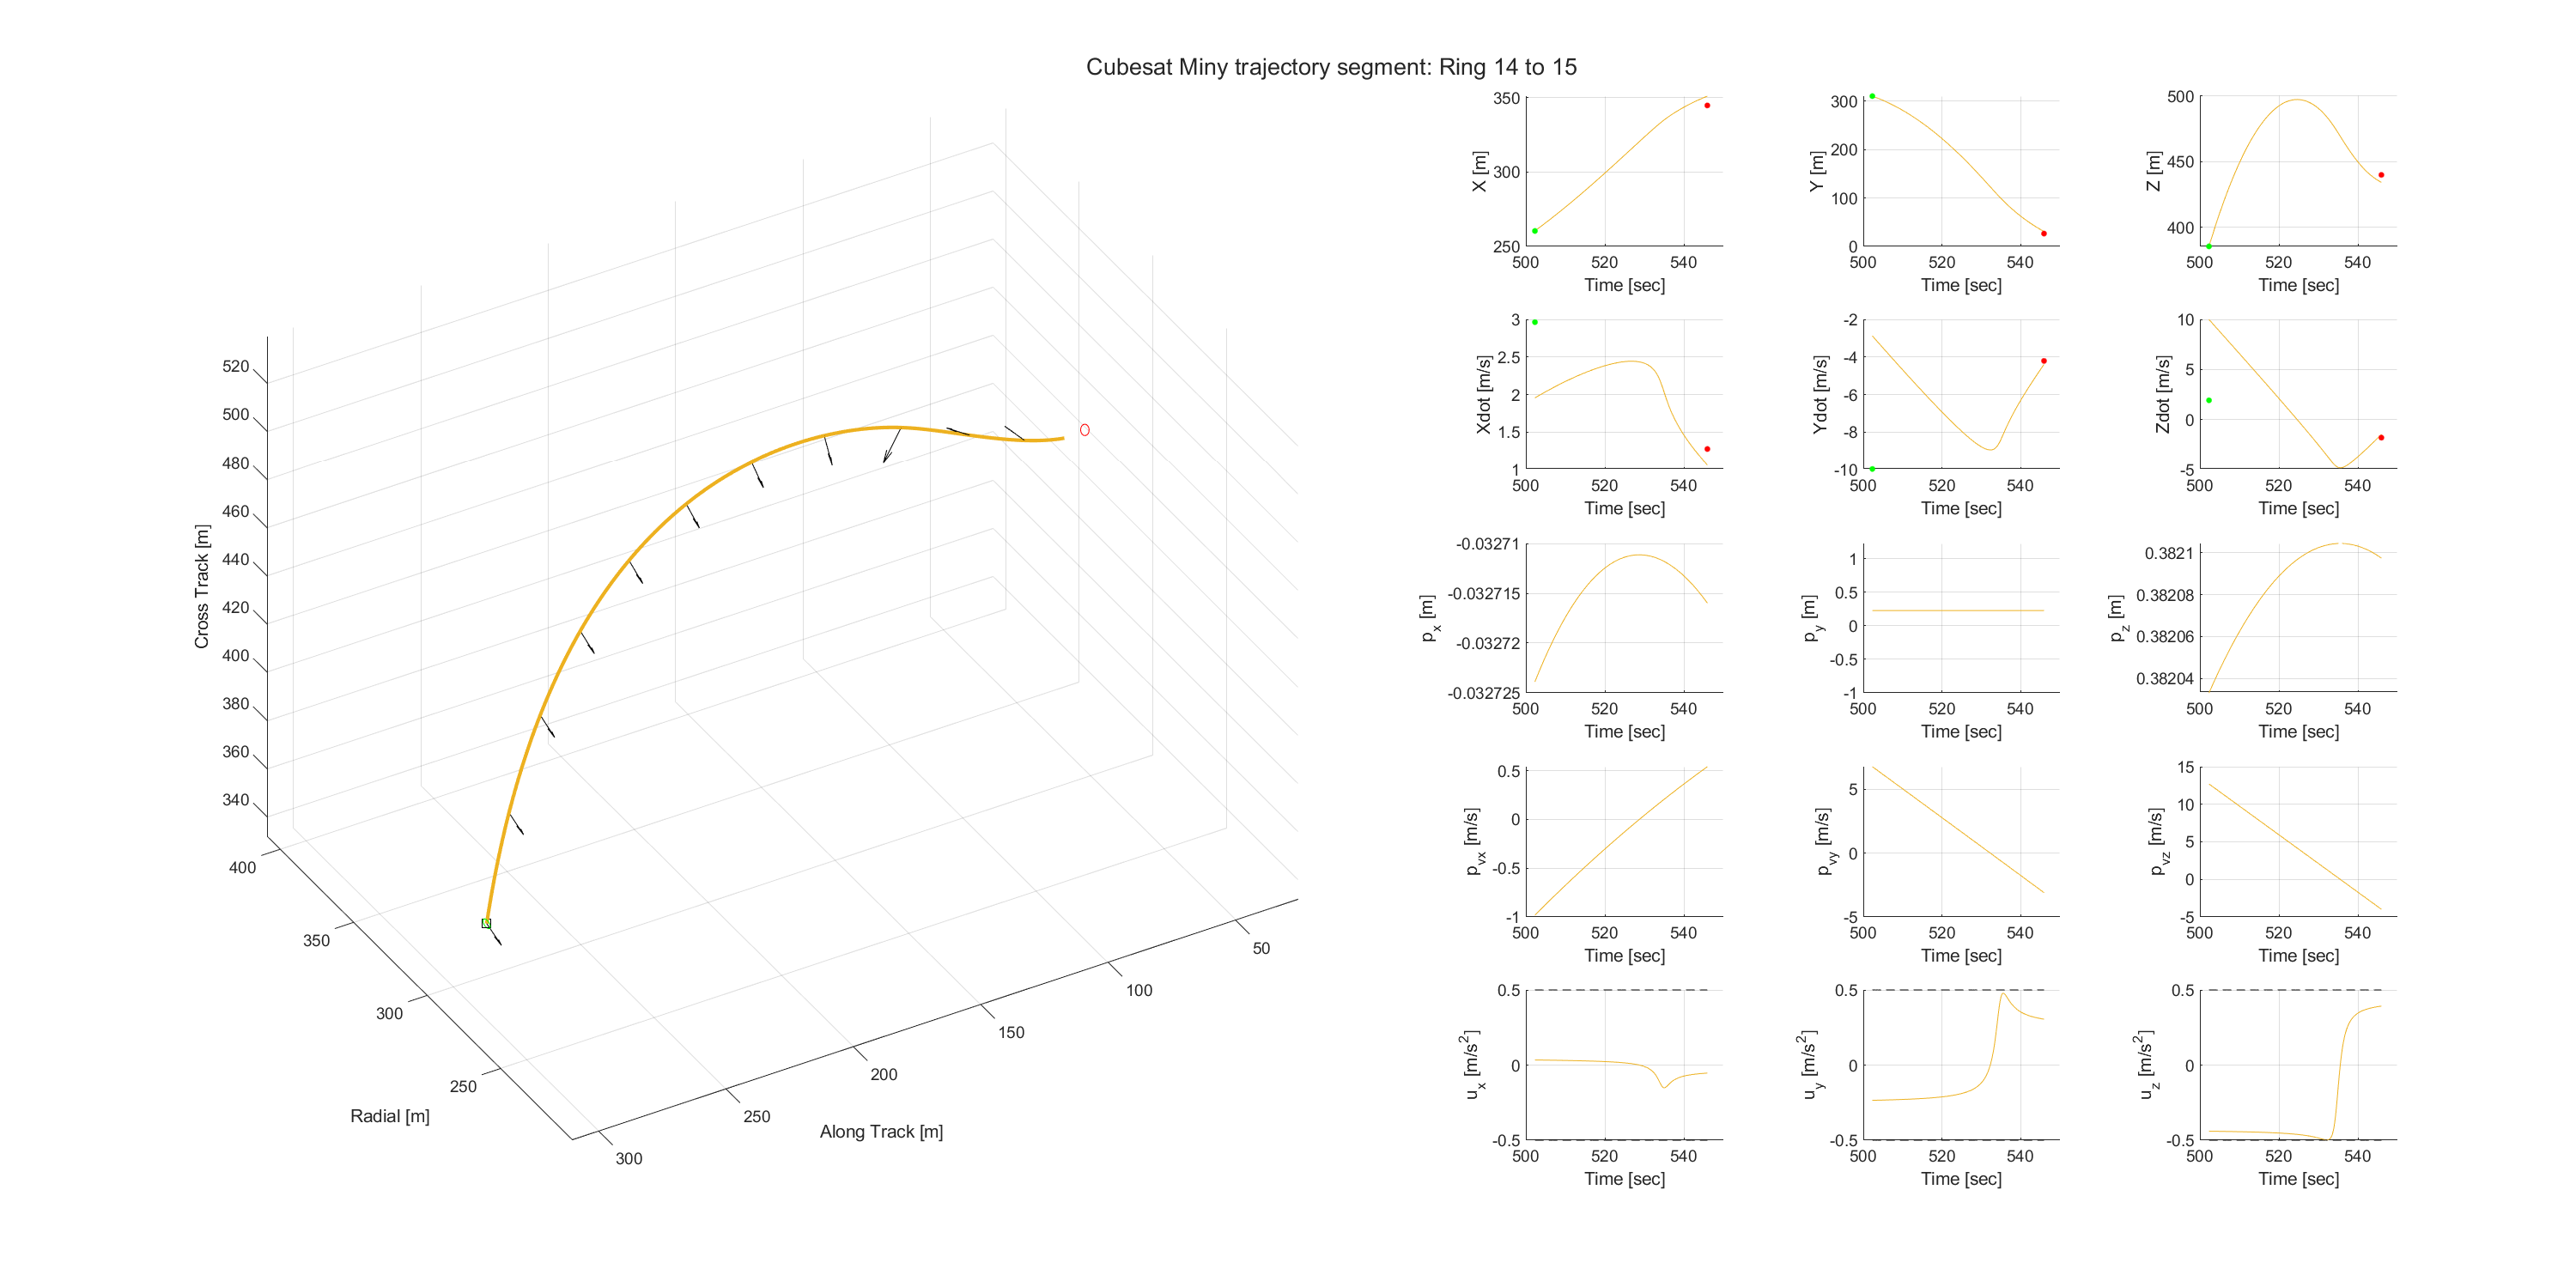 Cubesat Miny trajectory segment: Ring 14 to 15
520
500
480
460
440
420
400
380
360
340
Cross Track [m]
400
350
300
250
Radial [m]
50
100
150
200
250
300
Along Track [m]
350
300
250
X [m]
500 520 540
Time [sec]
300
200
100
0
Y [m]
500 520 540
Time [sec]
500
450
400
Z [m]
500 520 540
Time [sec]
3
2.5
2
1.5
1
Xdot [m/s]
500 520 540
Time [sec]
-2
-4
-6
-8
-10
Ydot [m/s]
500 520 540
Time [sec]
10
5
0
-5
Zdot [m/s]
500 520 540
Time [sec]
-0.03271
-0.032715
-0.03272
-0.032725
p_x [m]
500 520 540
Time [sec]
1
0.5
0
-0.5
-1
p_y [m]
500 520 540
Time [sec]
0.3821
0.38208
0.38206
0.38204
p_z [m]
500 520 540
Time [sec]
0.5
0
-0.5
-1
p_vx [m/s]
500 520 540
Time [sec]
5
0
-5
p_vy [m/s]
500 520 540
Time [sec]
15
10
5
0
-5
p_vz [m/s]
500 520 540
Time [sec]
0.5
0
-0.5
u_x [m/s²]
500 520 540
Time [sec]
0.5
0
-0.5
u_y [m/s²]
500 520 540
Time [sec]
0.5
0
-0.5
u_z [m/s²]
500 520 540
Time [sec]